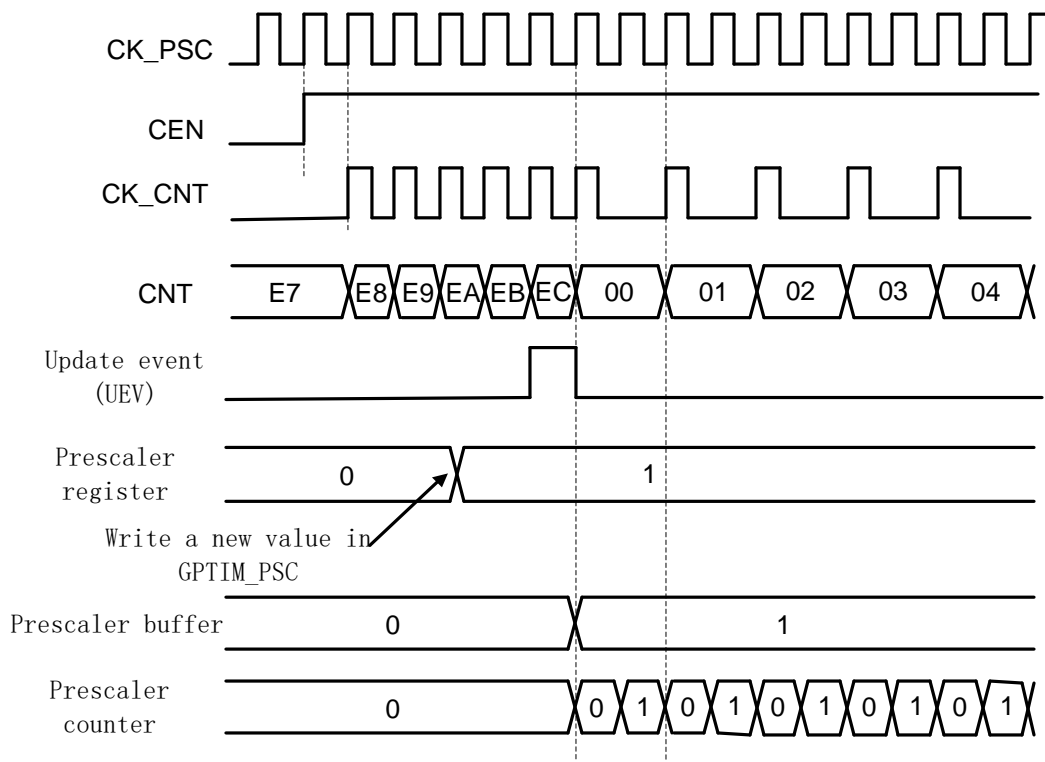 CK_PSC
CEN
CK_CNT
CNT E7 E8 E9 EA EB EC 00 01 02 03 04
Update event
(UEV)
Prescaler
register
0 1
Write a new value in
GPTIM_PSC
Prescaler buffer 0 1
Prescaler
counter
0 0 1 0 1 0 1 0 1 0 1